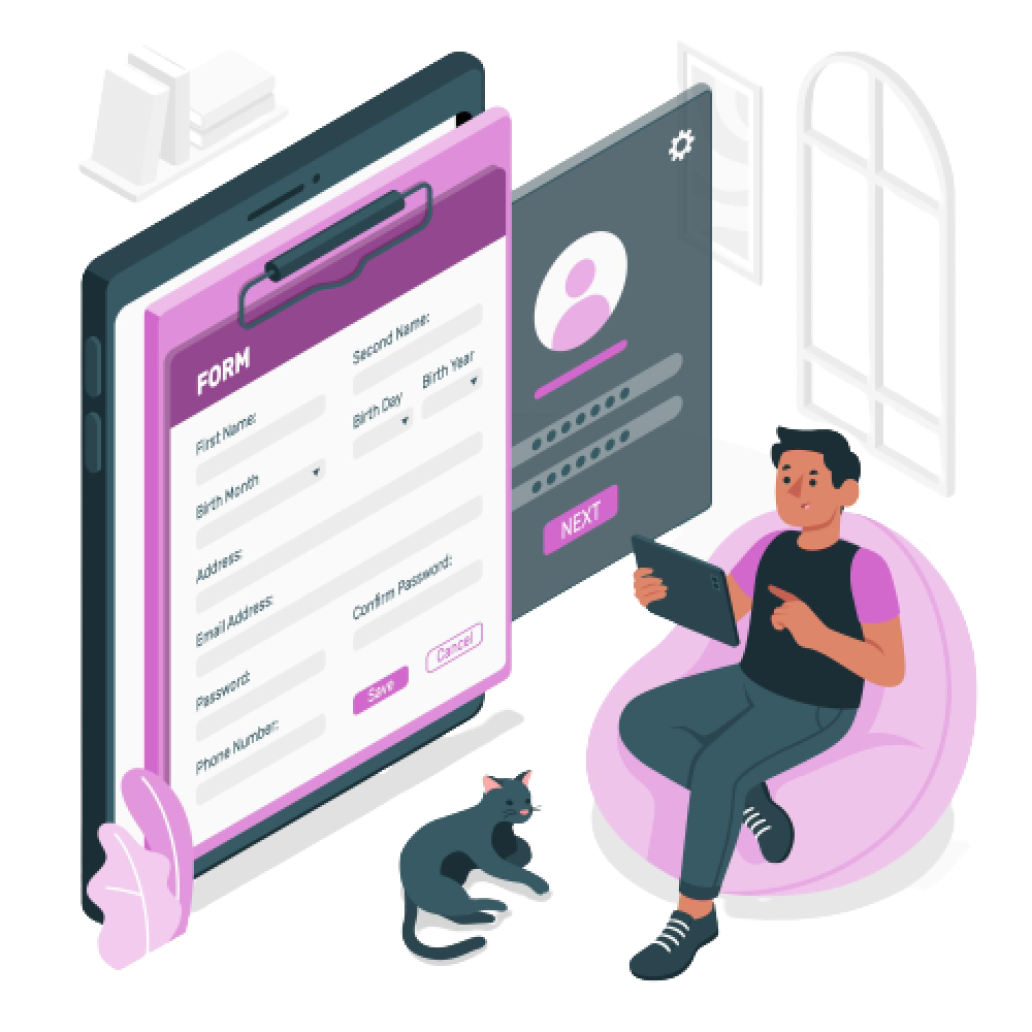 FORM
First Name:
Second Name:
Birth Month
Birth Day
Birth Year
Address:
Email Address:
Password:
Confirm Password:
Phone Number:
Save
Cancel
NEXT